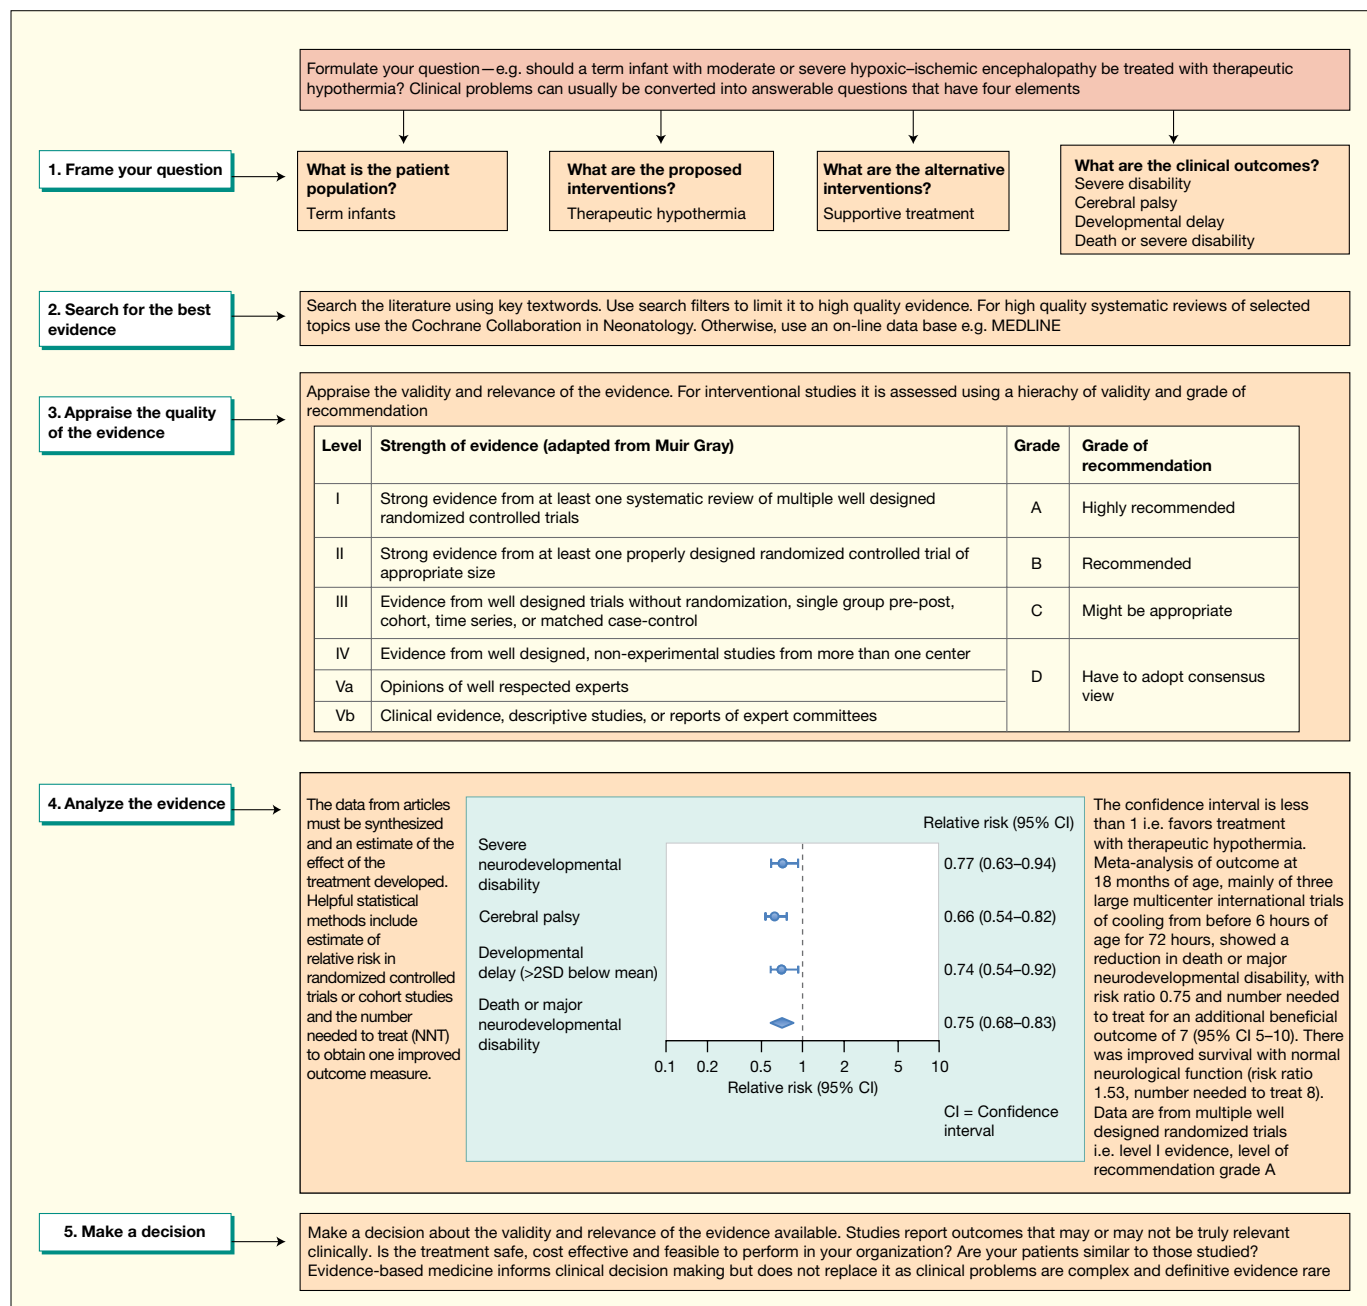 Formulate your question—e.g. should a term infant with moderate or severe hypoxic–ischemic encephalopathy be treated with therapeutic
hypothermia? Clinical problems can usually be converted into answerable questions that have four elements
1. Frame your question
What is the patient
population?
Term infants
What are the proposed
interventions?
Therapeutic hypothermia
What are the alternative
interventions?
Supportive treatment
What are the clinical outcomes?
Severe disability
Cerebral palsy
Developmental delay
Death or severe disability
2. Search for the best
evidence
Search the literature using key textwords. Use search filters to limit it to high quality evidence. For high quality systematic reviews of selected
topics use the Cochrane Collaboration in Neonatology. Otherwise, use an on-line data base e.g. MEDLINE
3. Appraise the quality
of the evidence
Appraise the validity and relevance of the evidence. For interventional studies it is assessed using a hierachy of validity and grade of
recommendation
Level
Strength of evidence (adapted from Muir Gray)
Grade
Grade of
recommendation
I
Strong evidence from at least one systematic review of multiple well designed
randomized controlled trials
A
Highly recommended
II
Strong evidence from at least one properly designed randomized controlled trial of
appropriate size
B
Recommended
III
Evidence from well designed trials without randomization, single group pre-post,
cohort, time series, or matched case-control
C
Might be appropriate
IV
Evidence from well designed, non-experimental studies from more than one center
Va
Opinions of well respected experts
Vb
Clinical evidence, descriptive studies, or reports of expert committees
D
Have to adopt consensus
view
4. Analyze the evidence
The data from articles
must be synthesized
and an estimate of the
effect of the
treatment developed.
Helpful statistical
methods include
estimate of
relative risk in
randomized controlled
trials or cohort studies
and the number
needed to treat (NNT)
to obtain one improved
outcome measure.
Relative risk (95% CI)
Severe
neurodevelopmental
disability
0.77 (0.63–0.94)
Cerebral palsy
0.66 (0.54–0.82)
Developmental
delay (>2SD below mean)
0.74 (0.54–0.92)
Death or major
neurodevelopmental
disability
0.75 (0.68–0.83)
0.1 0.2 0.5 1 2 5 10
Relative risk (95% CI)
CI = Confidence
interval
The confidence interval is less
than 1 i.e. favors treatment
with therapeutic hypothermia.
Meta-analysis of outcome at
18 months of age, mainly of three
large multicenter international trials
of cooling from before 6 hours of
age for 72 hours, showed a
reduction in death or major
neurodevelopmental disability, with
risk ratio 0.75 and number needed
to treat for an additional beneficial
outcome of 7 (95% CI 5–10). There
was improved survival with normal
neurological function (risk ratio
1.53, number needed to treat 8).
Data are from multiple well
designed randomized trials
i.e. level I evidence, level of
recommendation grade A
5. Make a decision
Make a decision about the validity and relevance of the evidence available. Studies report outcomes that may or may not be truly relevant
clinically. Is the treatment safe, cost effective and feasible to perform in your organization? Are your patients similar to those studied?
Evidence-based medicine informs clinical decision making but does not replace it as clinical problems are complex and definitive evidence rare